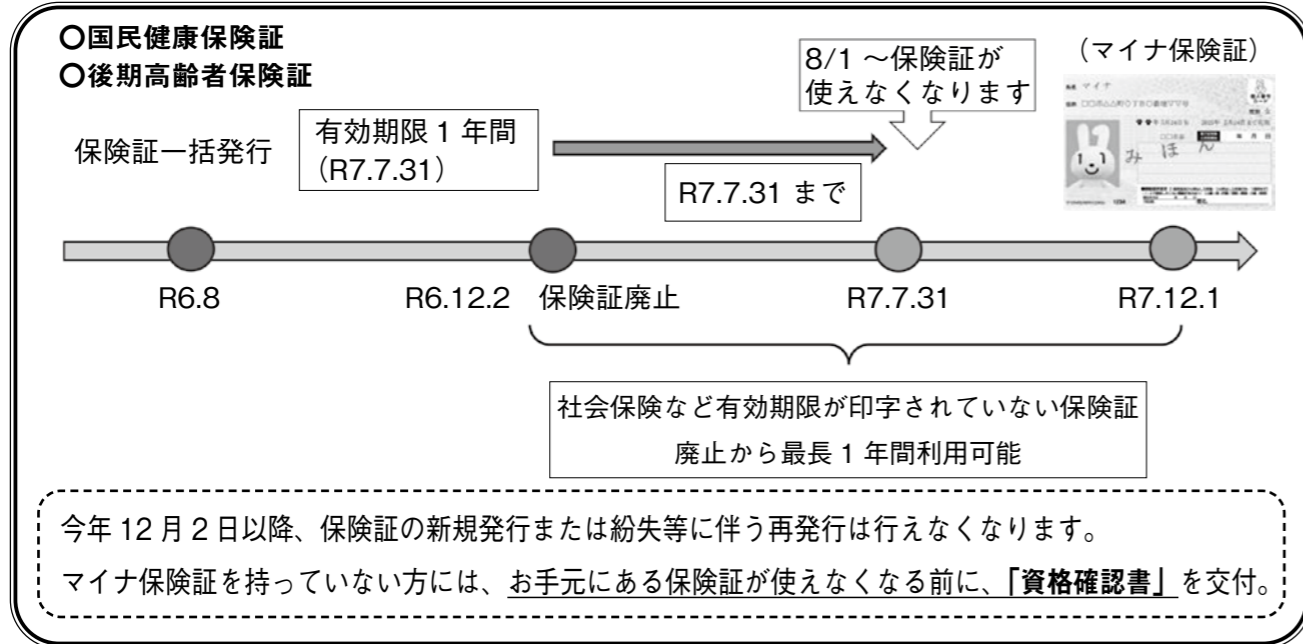 〇国民健康保険証
〇後期高齢者保険証
8/1 〜保険証が
使えなくなります
(マイナ保険証)
保険証一括発行
有効期限 1 年間
(R7.7.31)
R7.7.31 まで
マイナ
みほん
R6.8
R6.12.2
保険証廃止
R7.7.31
R7.12.1
社会保険など有効期限が印字されていない保険証
廃止から最長 1 年間利用可能
今年 12 月 2 日以降、保険証の新規発行または紛失等に伴う再発行は行えなくなります。
マイナ保険証を持っていない方には、お手元にある保険証が使えなくなる前に、「資格確認書」を交付。